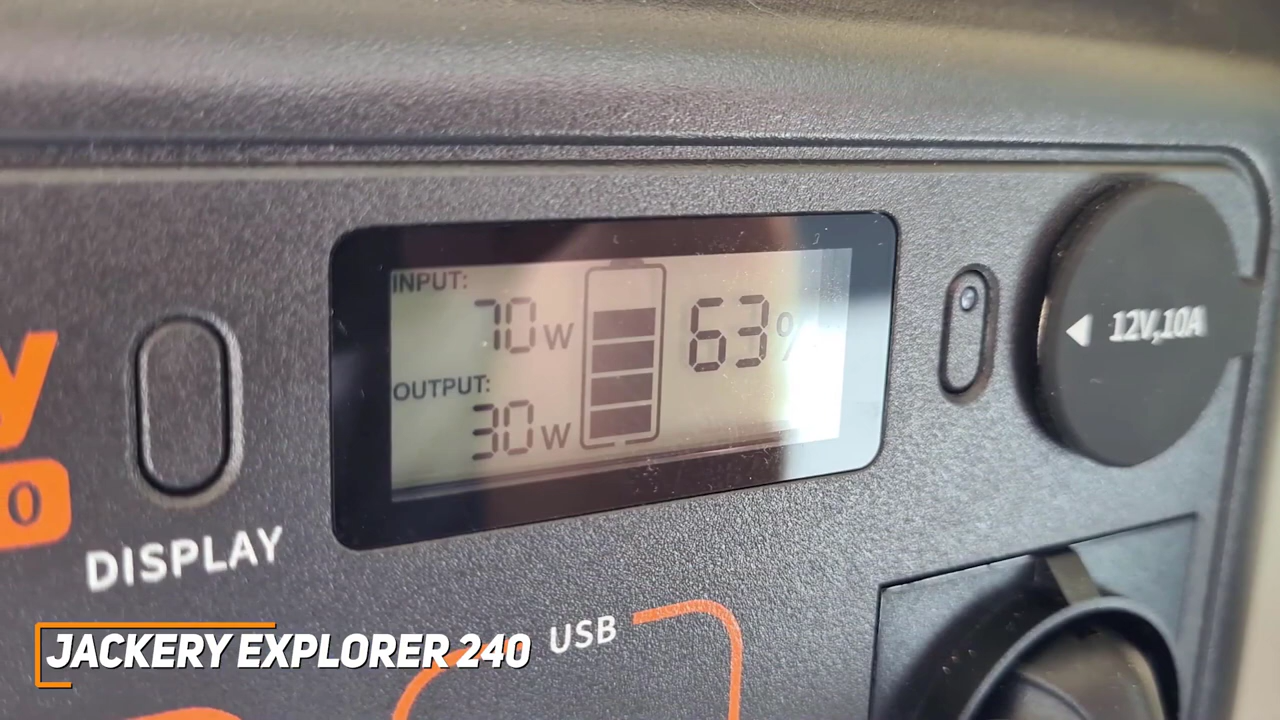 INPUT:
70W
63%
OUTPUT:
30W
12V,10A
DISPLAY
USB
JACKERY EXPLORER 240